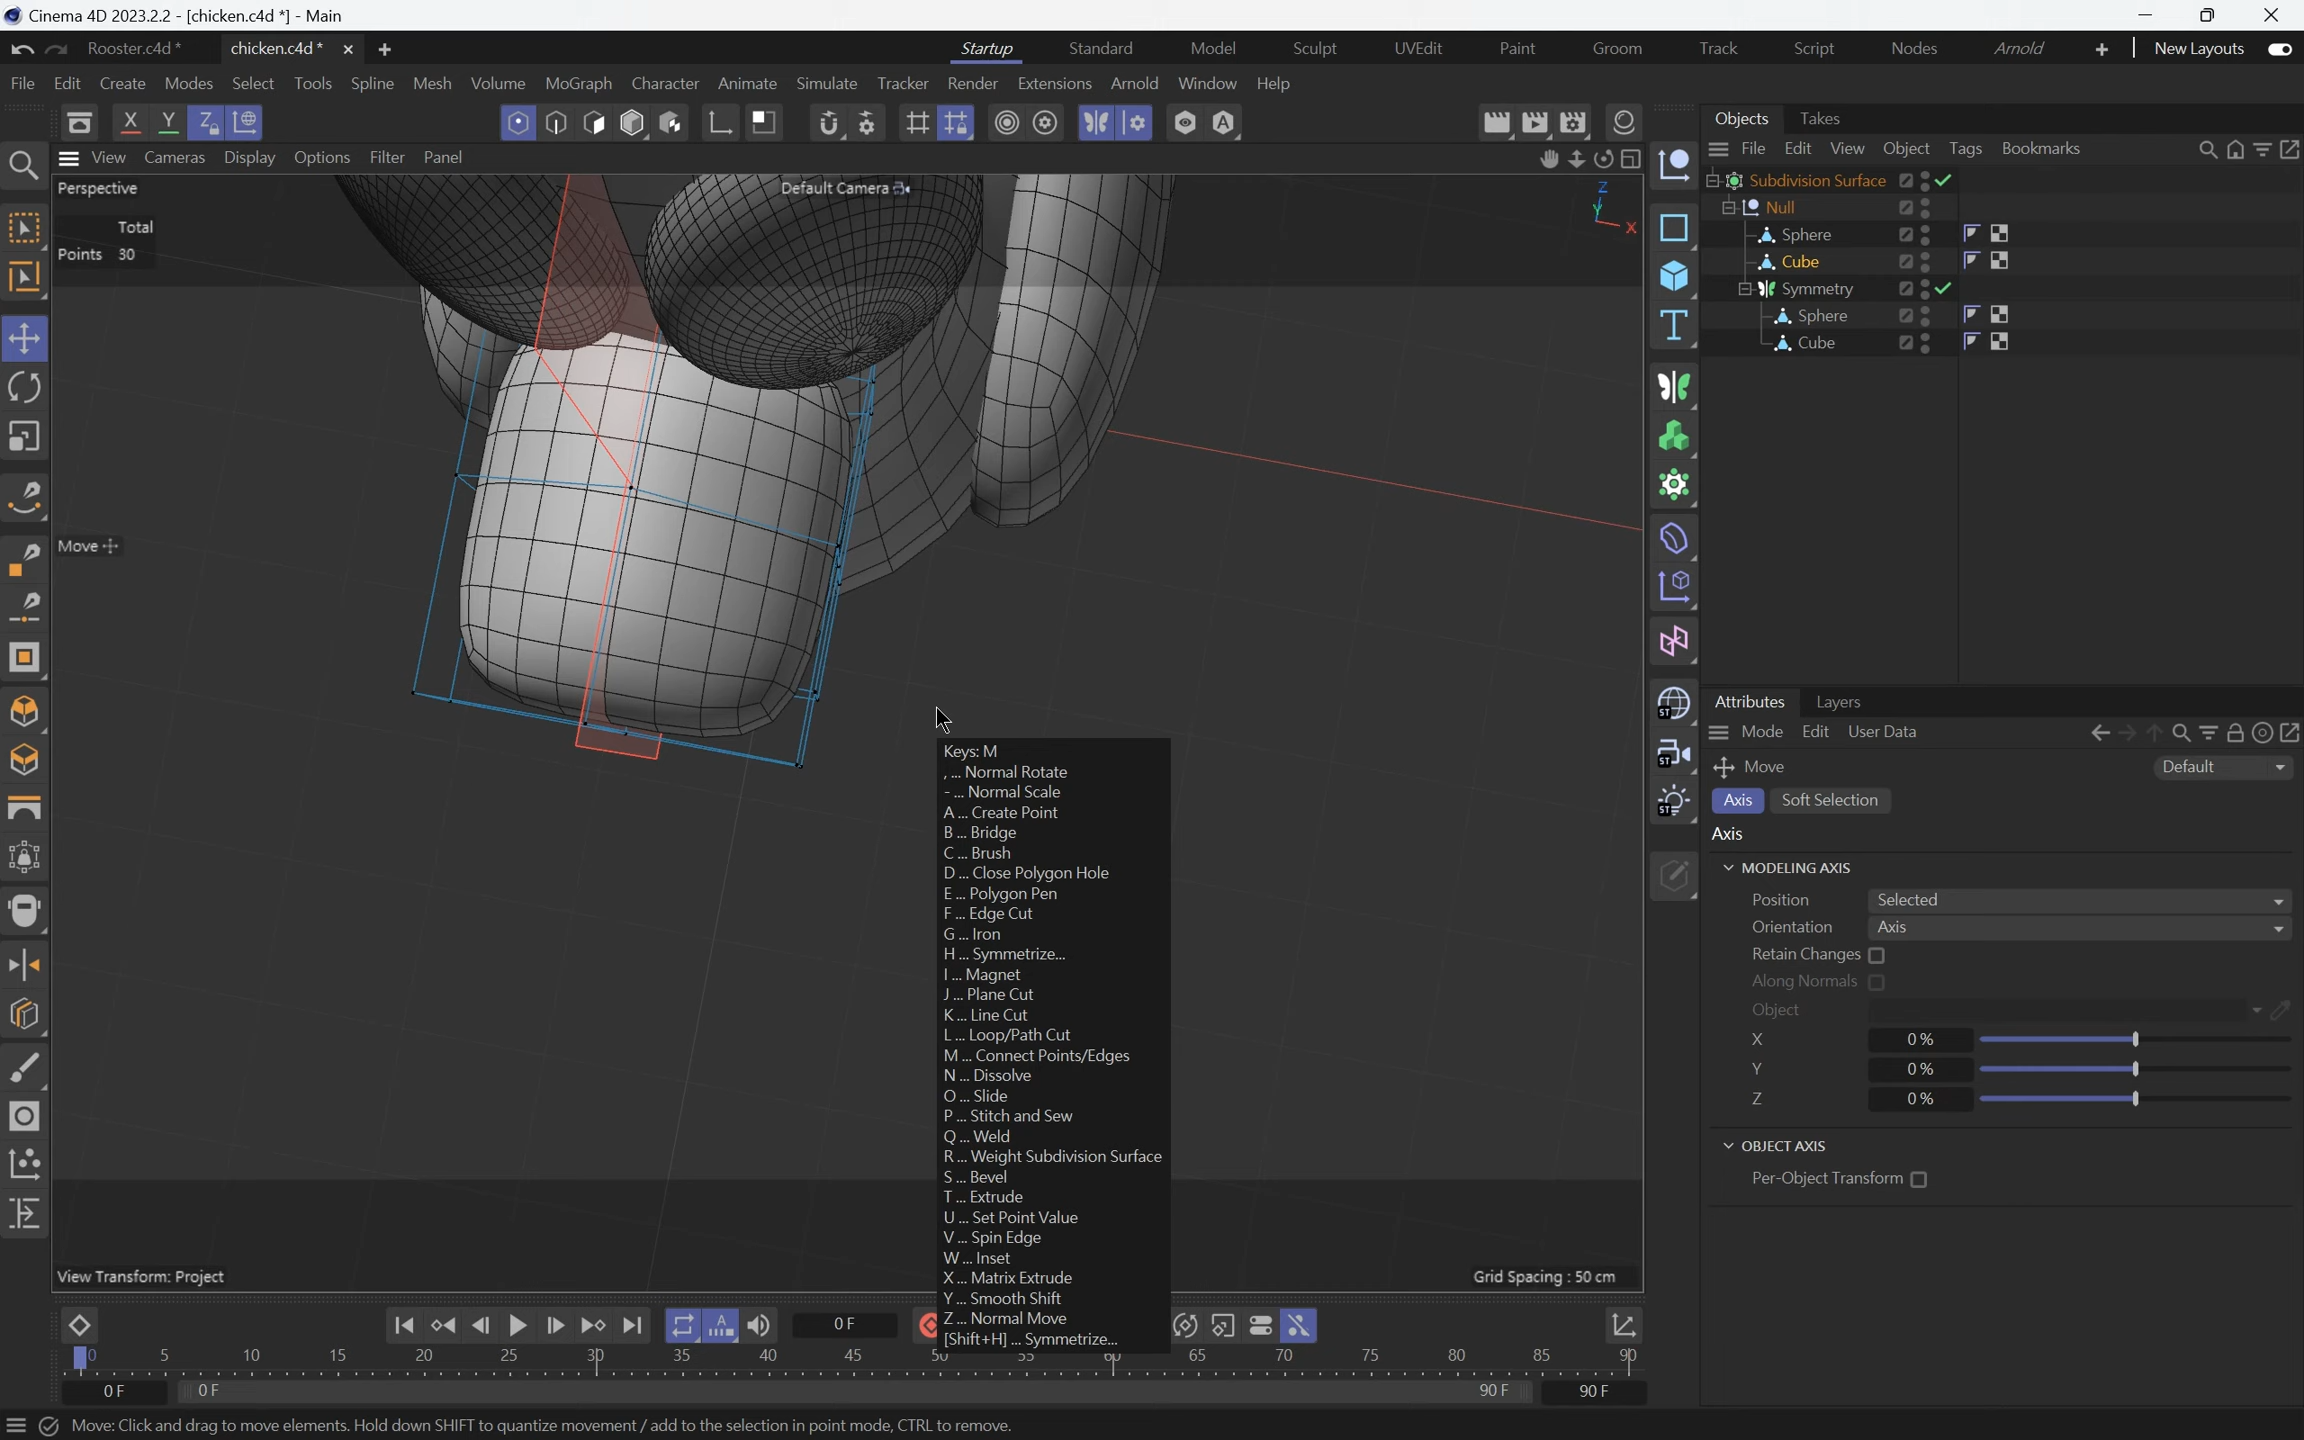 Cinema 4D 2023.2.2 - [chicken.c4d *] - Main
Rooster.c4d *
chicken.c4d *
Startup
Standard
Model
Sculpt
UVEdit
Paint
Groom
Track
Script
Nodes
Arnold
New Layouts
File
Edit
Create
Modes
Select
Tools
Spline
Mesh
Volume
MoGraph
Character
Animate
Simulate
Tracker
Render
Extensions
Arnold
Window
Help
X
Y
Z
View
Cameras
Display
Options
Filter
Panel
Perspective
Default Camera
Total
Points 30
Move
Z
Y
X
Keys: M
, ... Normal Rotate
- ... Normal Scale
A ... Create Point
B ... Bridge
C ... Brush
D ... Close Polygon Hole
E ... Polygon Pen
F ... Edge Cut
G ... Iron
H ... Symmetrize...
I ... Magnet
J ... Plane Cut
K ... Line Cut
L ... Loop/Path Cut
M ... Connect Points/Edges
N ... Dissolve
O ... Slide
P ... Stitch and Sew
Q ... Weld
R ... Weight Subdivision Surface
S ... Bevel
T ... Extrude
U ... Set Point Value
V ... Spin Edge
W ... Inset
X ... Matrix Extrude
Y ... Smooth Shift
Z ... Normal Move
[Shift+H] ... Symmetrize...
View Transform: Project
Grid Spacing : 50 cm
ST
ST
ST
Objects
Takes
File
Edit
View
Object
Tags
Bookmarks
Subdivision Surface
Null
Sphere
Cube
Symmetry
Sphere
Cube
Attributes
Layers
Mode
Edit
User Data
Move
Default
Axis
Soft Selection
Axis
MODELING AXIS
Position
Selected
Orientation
Axis
Retain Changes
Along Normals
Object
X
0 %
Y
0 %
Z
0 %
OBJECT AXIS
Per-Object Transform
0 F
0 5 10 15 20 25 30 35 40 45 50 55 60 65 70 75 80 85 90
0 F
0 F
90 F
90 F
Move: Click and drag to move elements. Hold down SHIFT to quantize movement / add to the selection in point mode, CTRL to remove.